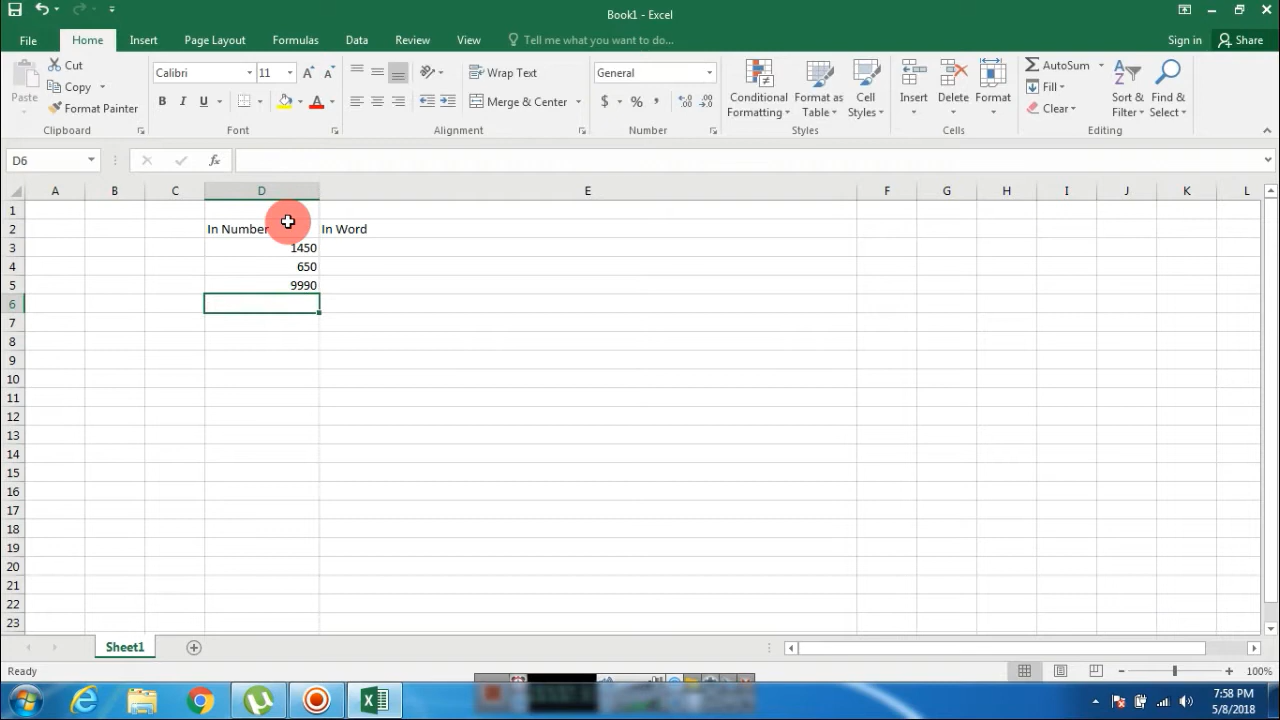 Book1 - Excel
File Home Insert Page Layout Formulas Data Review View Tell me what you want to do... Sign in Share
Paste Cut Copy Format Painter Clipboard
Calibri 11 B I U A Font
Wrap Text Merge & Center Alignment
General $ % , Number
Conditional Formatting Format as Table Cell Styles Styles
Insert Delete Format Cells
AutoSum Fill Clear Sort & Filter Find & Select Editing
D6 fx
A B C D E F G H I J K L
1
2 In Number In Word
3 1450
4 650
5 9990
6
7
8
9
10
11
12
13
14
15
16
17
18
19
20
21
22
23
Sheet1
Ready 100%
7:58 PM
5/8/2018